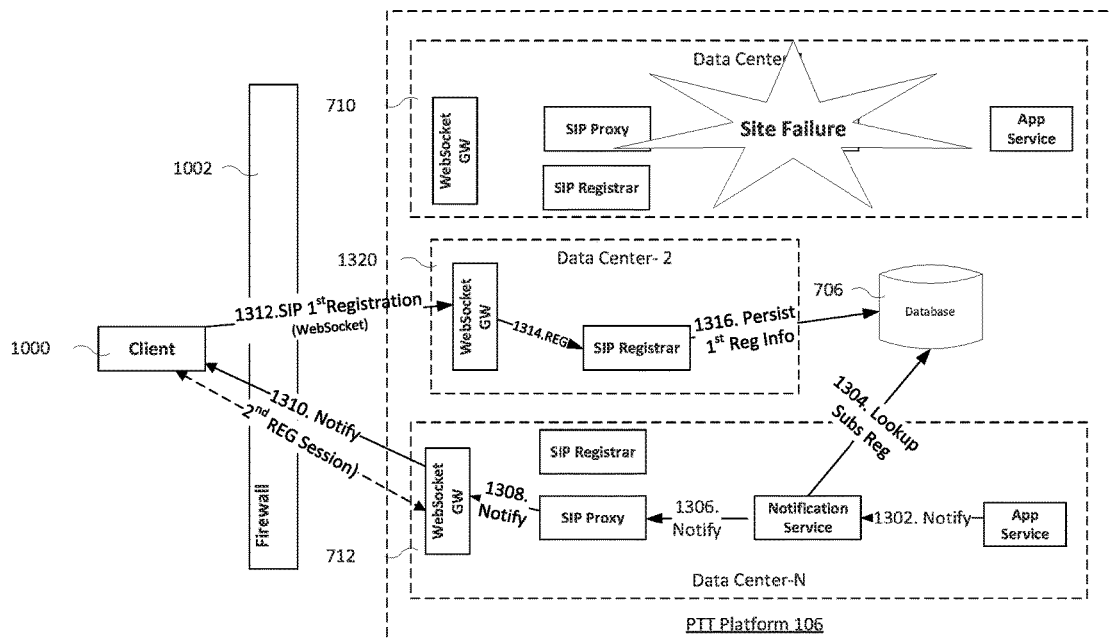 Data Center-
710
WebSocket
GW
SIP Proxy
Site Failure
App
Service
1002
SIP Registrar
1320
Data Center- 2
WebSocket
GW
706
Database
1312.SIP 1st Registration
(WebSocket)
1314.REG
SIP Registrar
1316. Persist
1st Reg Info
1000
Client
1310. Notify
2nd REG Session)
1304. Lookup
Subs Reg
Firewall
SIP Registrar
WebSocket
GW
1308.
Notify
SIP Proxy
1306.
Notify
Notification
Service
1302. Notify
App
Service
712
Data Center-N
PTT Platform 106